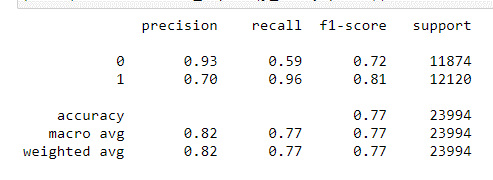 precision recall f1-score support
0 0.93 0.59 0.72 11874
1 0.70 0.96 0.81 12120
accuracy 0.77 23994
macro avg 0.82 0.77 0.77 23994
weighted avg 0.82 0.77 0.77 23994